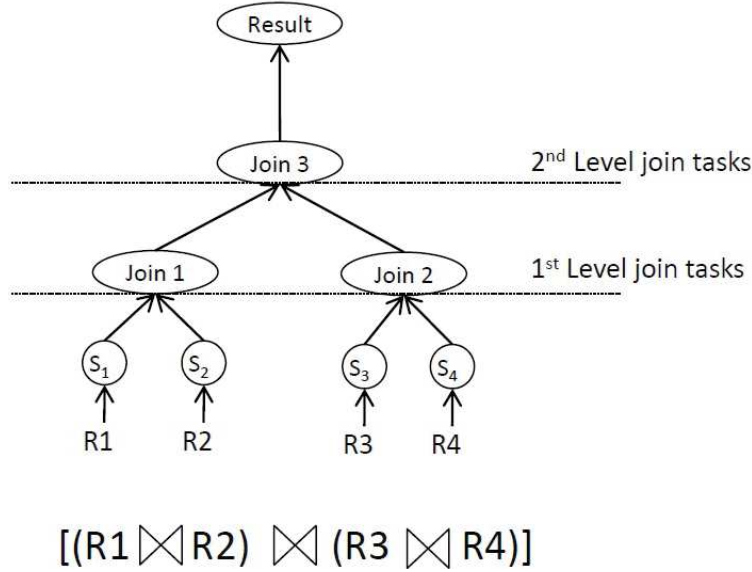 Result
Join 3
2nd Level join tasks
Join 1
Join 2
1st Level join tasks
S1
S2
S3
S4
R1
R2
R3
R4
[(R1 ⋈ R2) ⋈ (R3 ⋈ R4)]